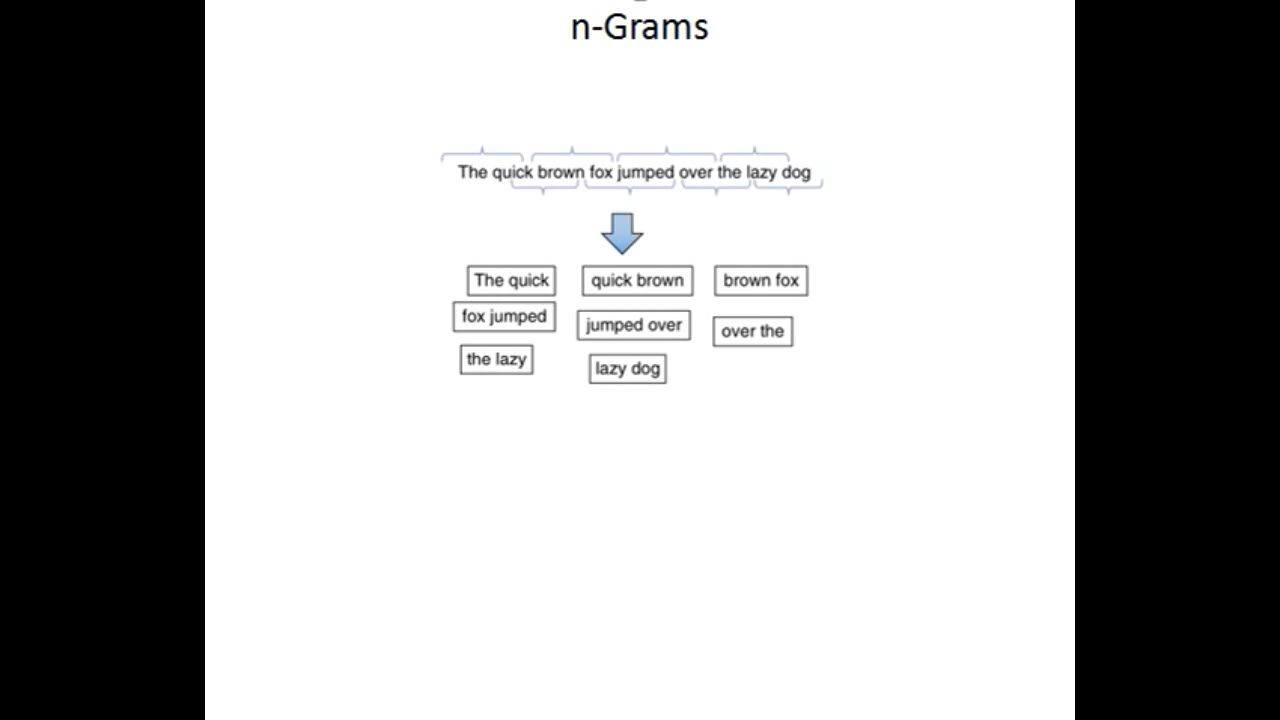 n-Grams
The quick brown fox jumped over the lazy dog
The quick
quick brown
brown fox
fox jumped
jumped over
over the
the lazy
lazy dog